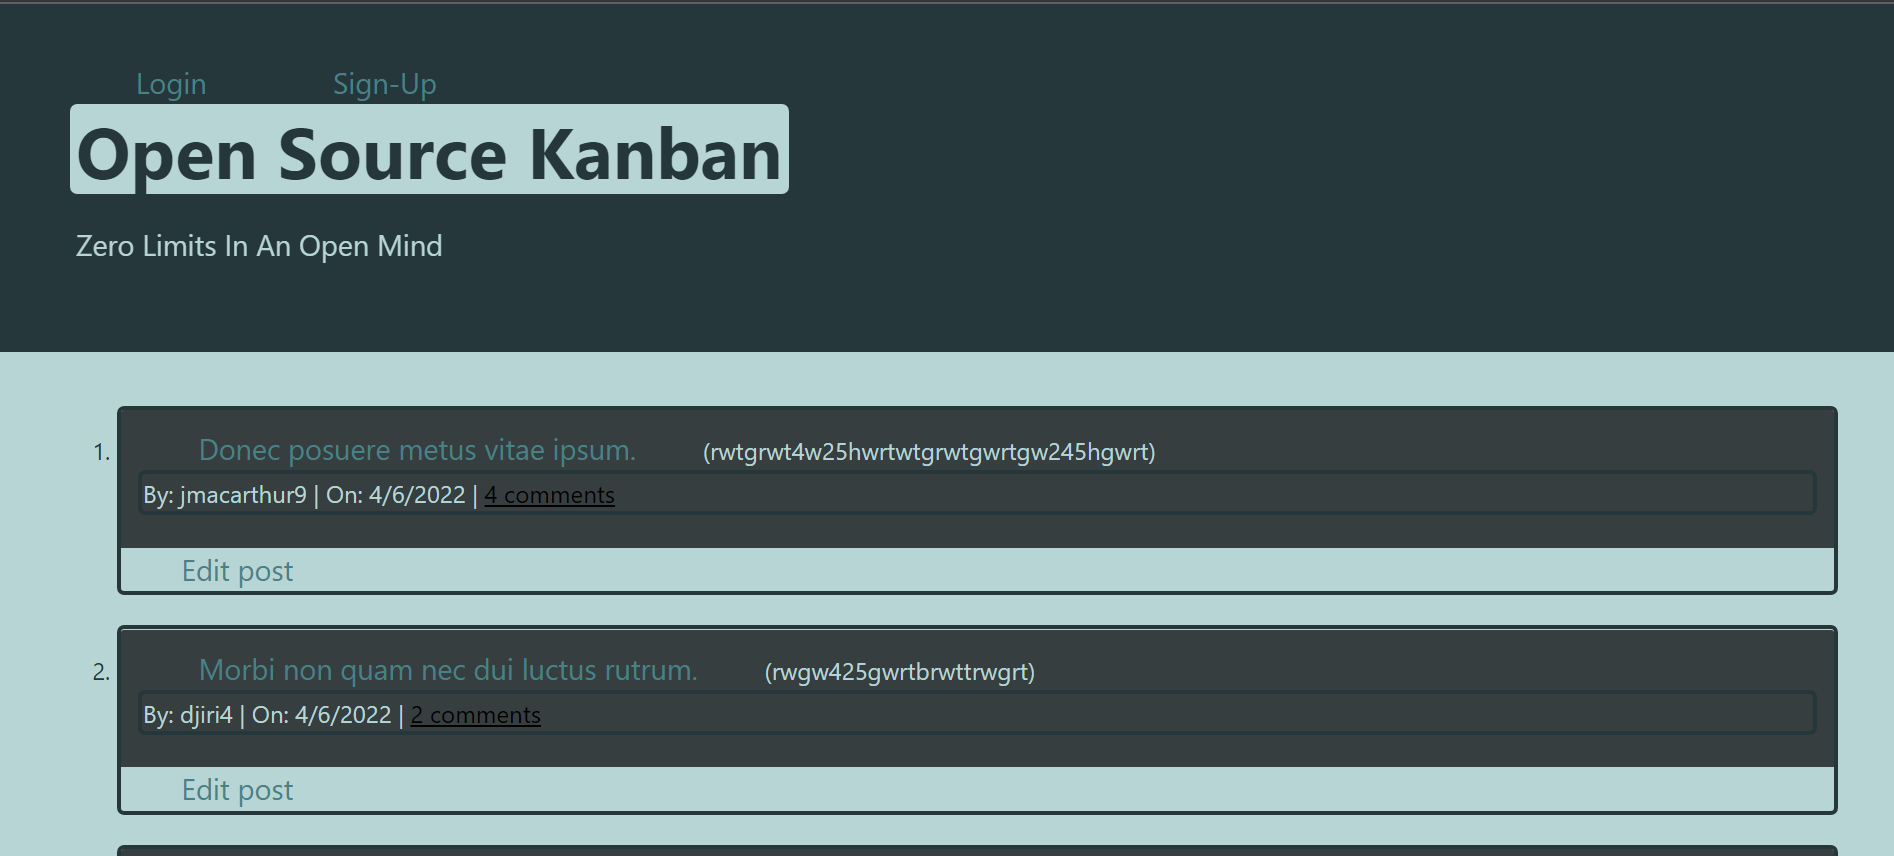 Login Sign-Up
Open Source Kanban
Zero Limits In An Open Mind
1. Donec posuere metus vitae ipsum. (rwtgrwt4w25hwrtwtgrwtgwrtgw245hgwrt)
By: jmacarthur9 | On: 4/6/2022 | 4 comments
Edit post
2. Morbi non quam nec dui luctus rutrum. (rwgw425gwrtbrwttrwgrt)
By: djiri4 | On: 4/6/2022 | 2 comments
Edit post